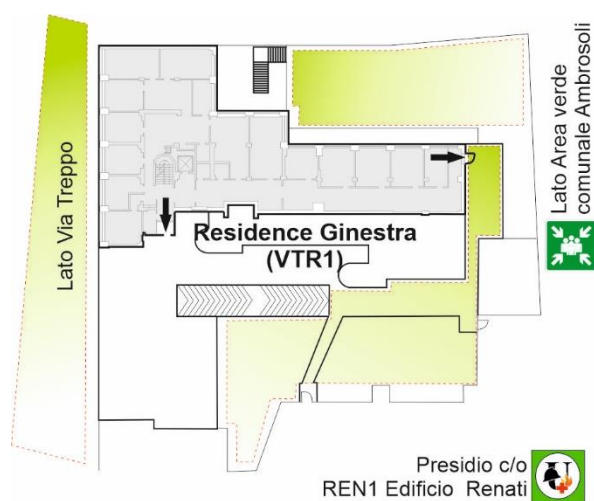 Lato Via Treppo
Residence Ginestra
(VTR1)
Lato Area verde
comunale Ambrosoli
Presidio c/o
REN1 Edificio Renati